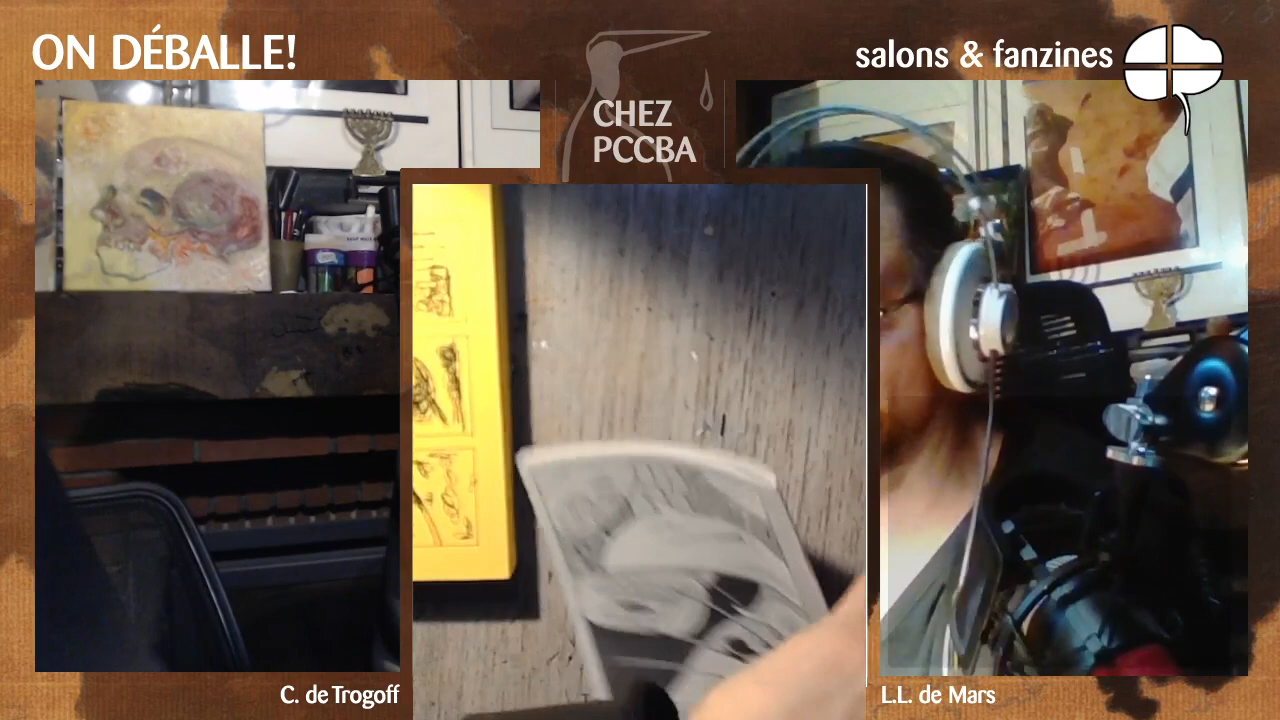 ON DÉBALLE!
salons & fanzines
CHEZ
PCCBA
C. de Trogoff
L.L. de Mars